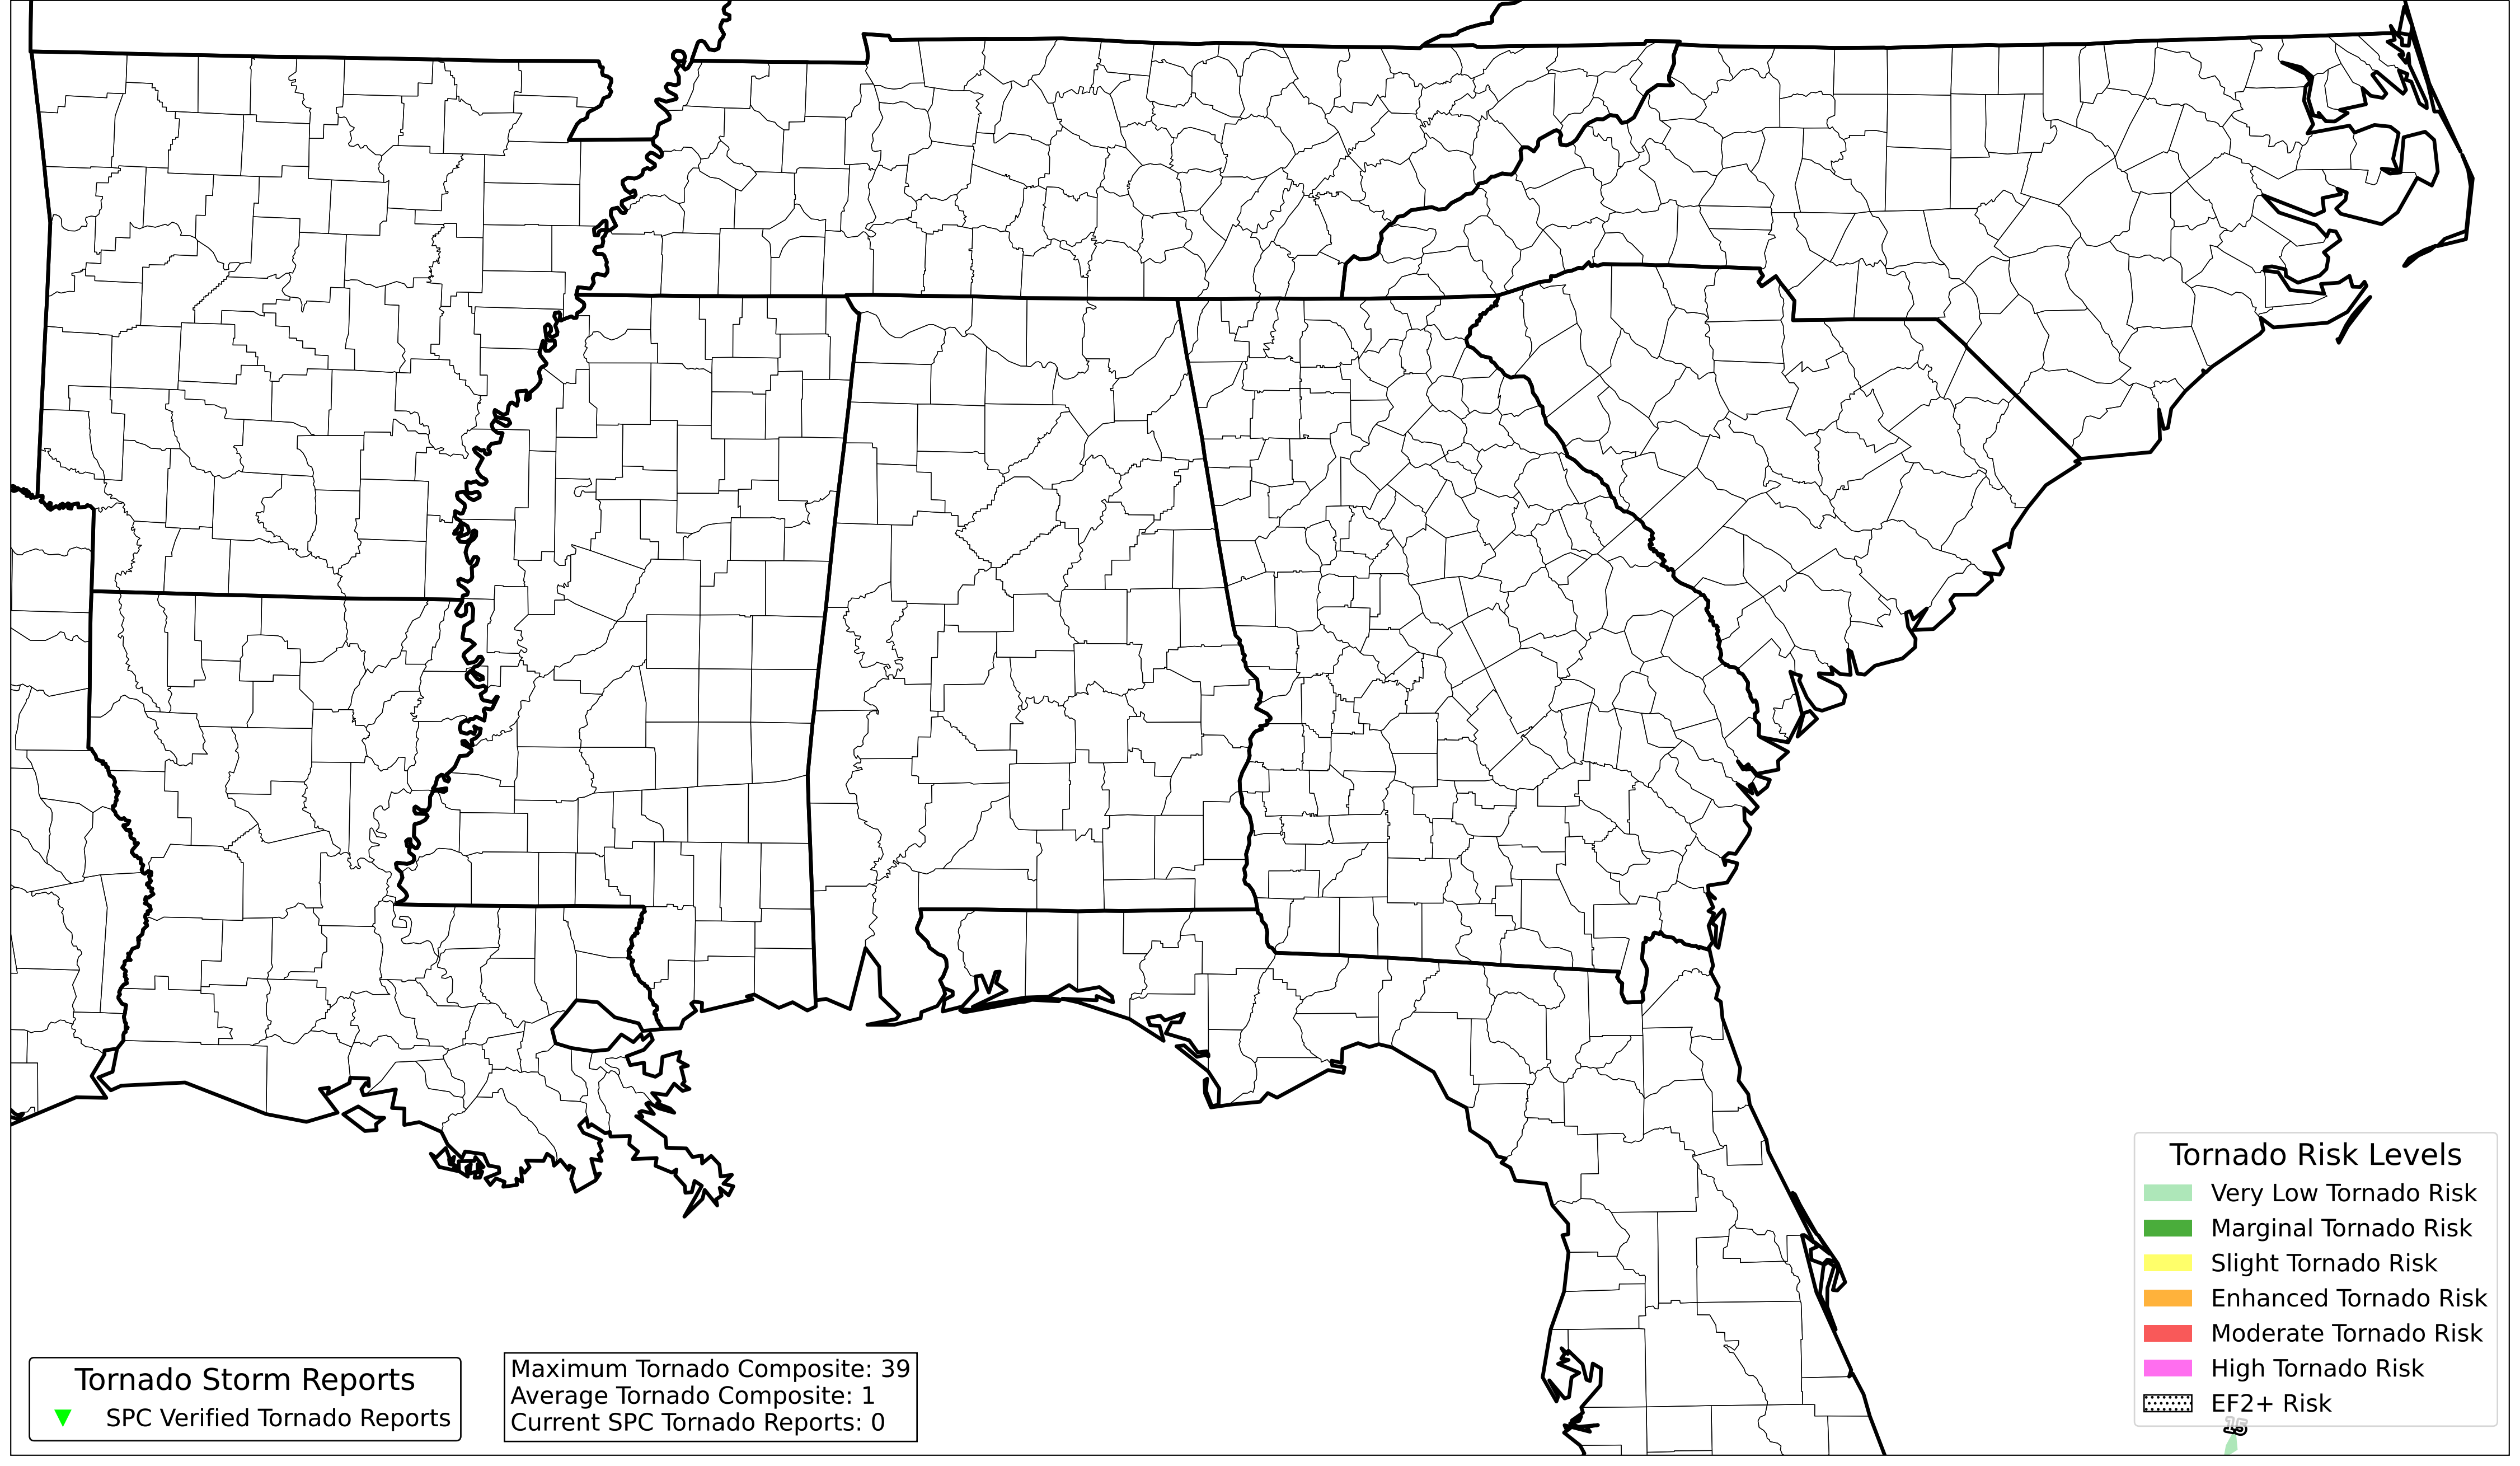 Tornado Risk Levels
Very Low Tornado Risk
Marginal Tornado Risk
Slight Tornado Risk
Enhanced Tornado Risk
Moderate Tornado Risk
High Tornado Risk
EF2+ Risk
15
Tornado Storm Reports
SPC Verified Tornado Reports
Maximum Tornado Composite: 39
Average Tornado Composite: 1
Current SPC Tornado Reports: 0